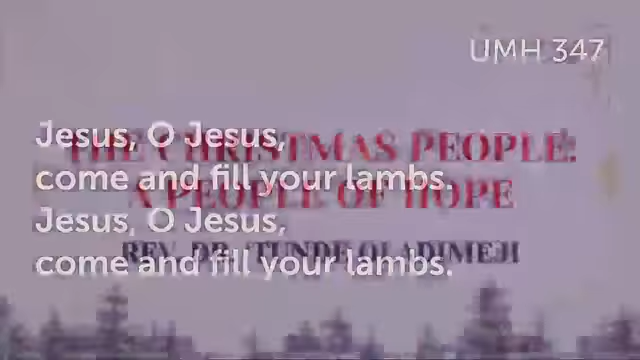 UMH 347
Jesus, O Jesus,
THE CHRISTMAS PEOPLE:
come and fill your lambs.
A PEOPLE OF HOPE
Jesus, O Jesus,
REV. DR. 'TUNDE OLADIMEJI
come and fill your lambs.